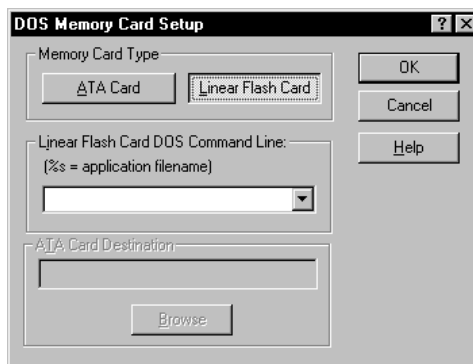 DOS Memory Card Setup
Memory Card Type
ATA Card Linear Flash Card
OK
Cancel
Help
Linear Flash Card DOS Command Line:
(%s = application filename)
ATA Card Destination
Browse